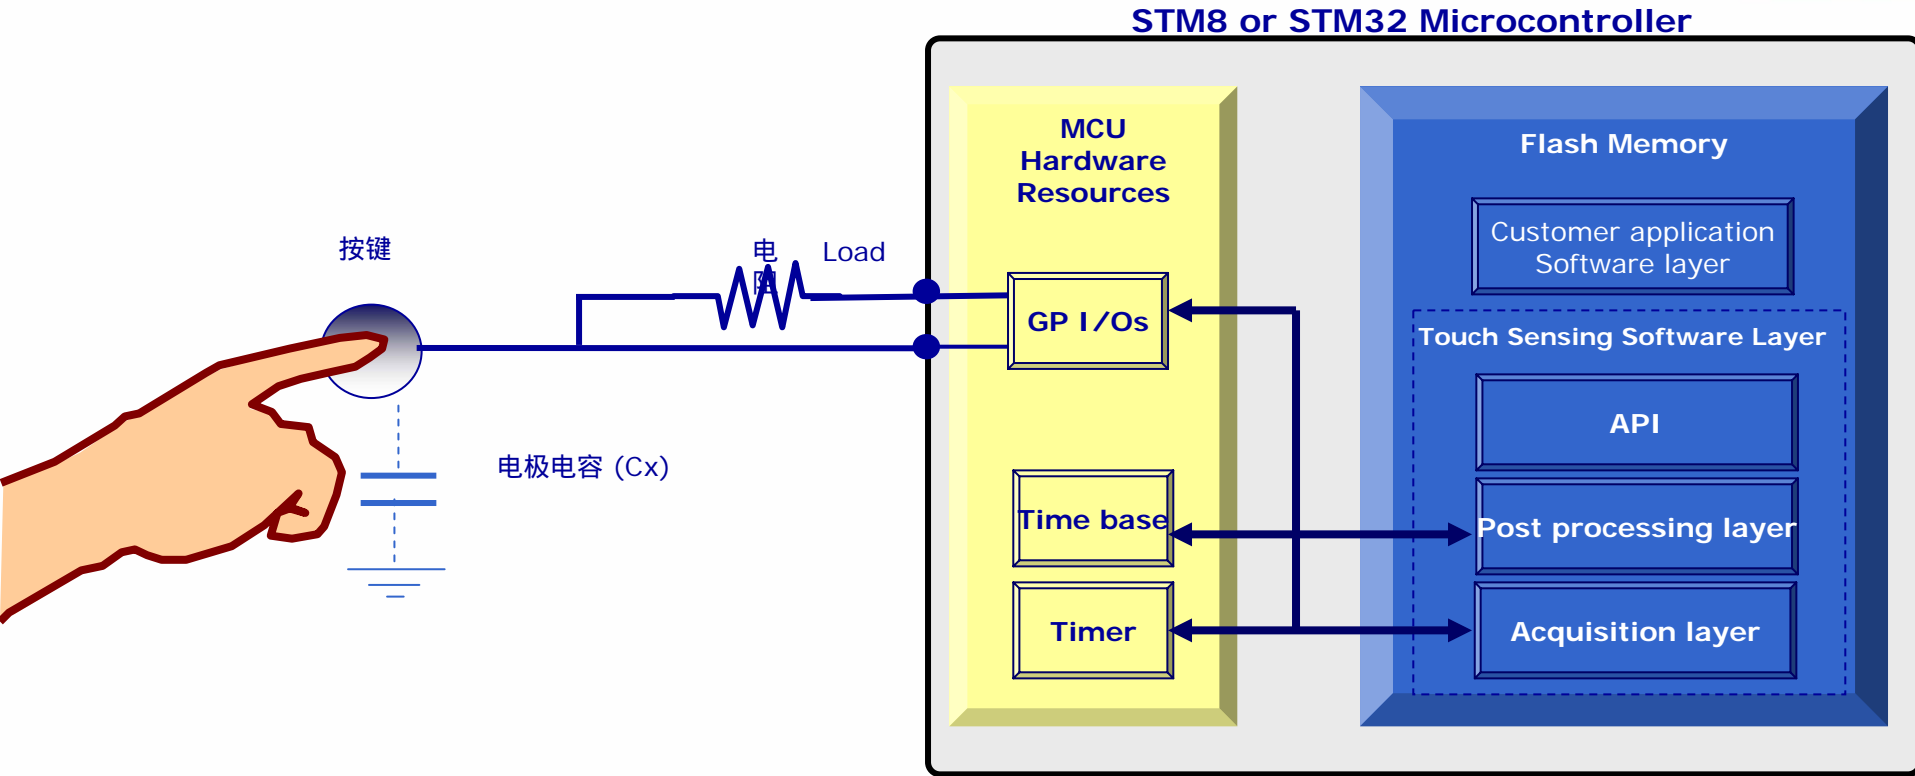 STM8 or STM32 Microcontroller
MCU
Hardware
Resources
Flash Memory
Customer application
Software layer
按键
电
阻
Load
GP I/Os
Touch Sensing Software Layer
API
电极电容 (Cx)
Time base
Post processing layer
Timer
Acquisition layer